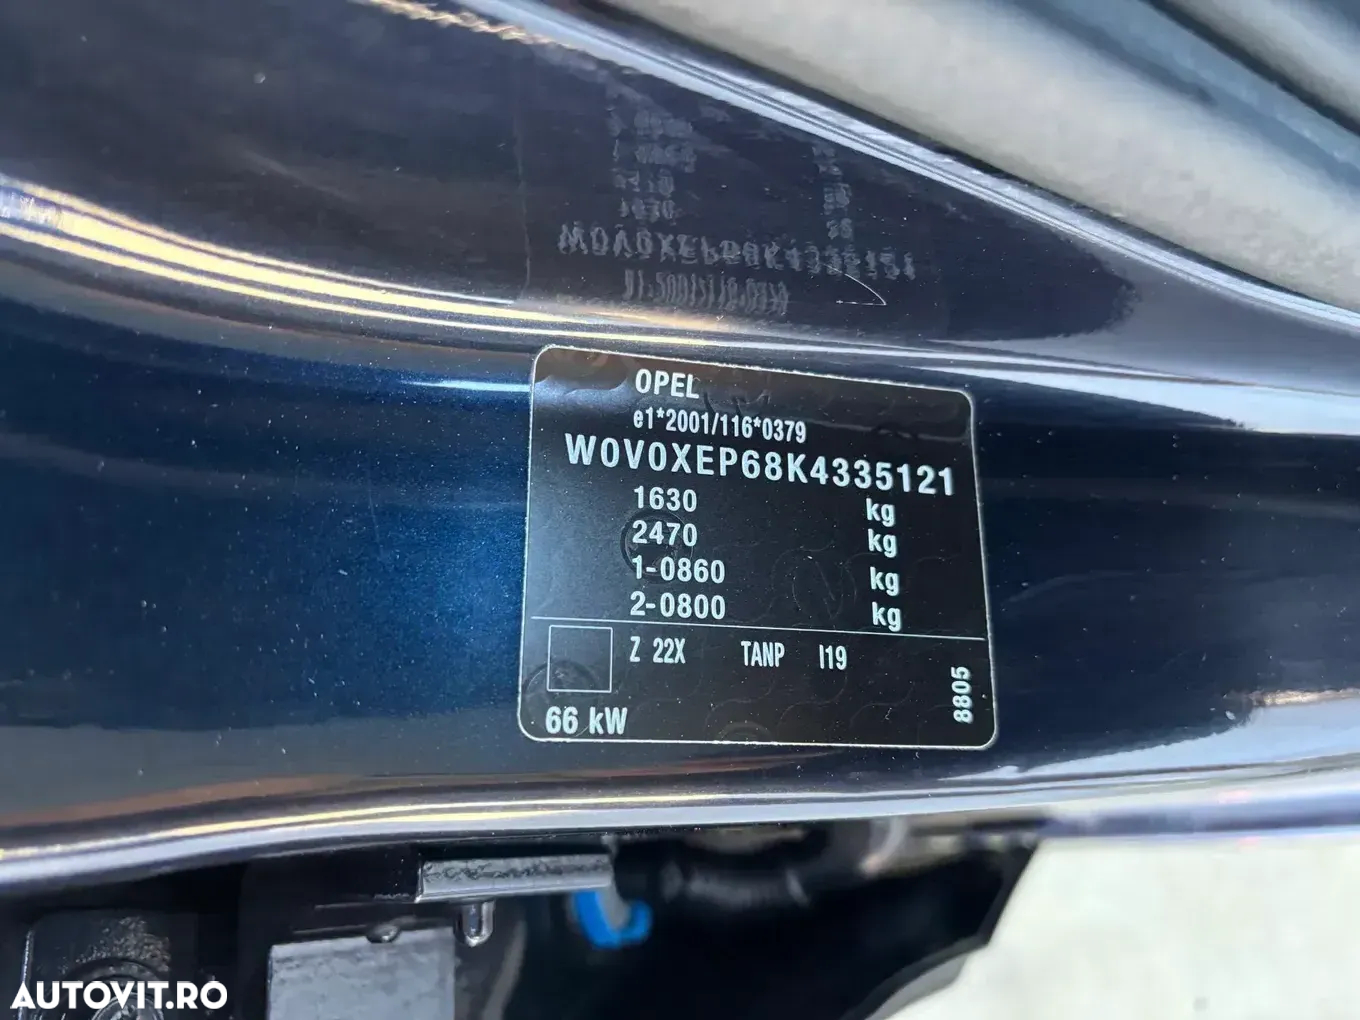 OPEL
e1*2001/116*0379
W0V0XEP68K4335121
1630 kg
2470 kg
1-0860 kg
2-0800 kg
Z 22X TANP I19
8805
66 kW
AUTOVIT.RO